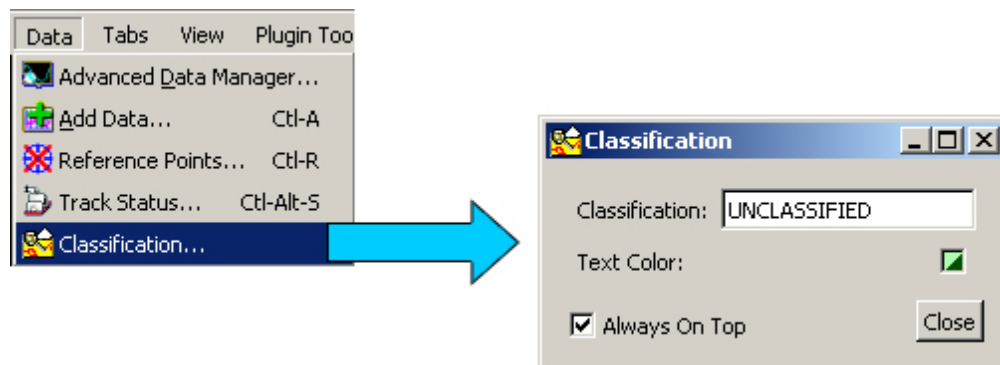 Data Tabs View Plugin Too
Advanced Data Manager...
Add Data... Ctl-A
Reference Points... Ctl-R
Track Status... Ctl-Alt-S
Classification...
Classification
Classification: UNCLASSIFIED
Text Color:
Always On Top Close